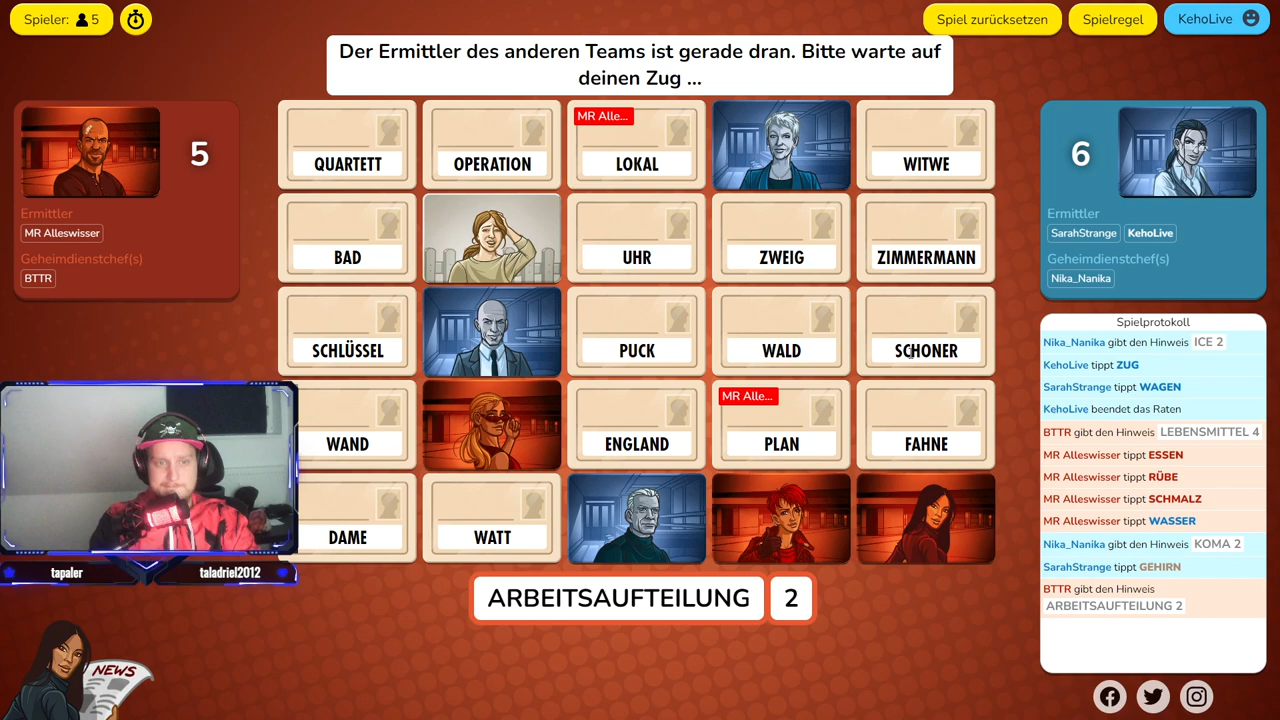 Spieler: 5
Spiel zurücksetzen
Spielregel
KehoLive
Der Ermittler des anderen Teams ist gerade dran. Bitte warte auf
deinen Zug ...
5
Ermittler
MR Alleswisser
Geheimdienstchef(s)
BTTR
QUARTETT
OPERATION
MR Alle...
LOKAL
WITWE
BAD
UHR
ZWEIG
ZIMMERMANN
SCHLÜSSEL
PUCK
WALD
SCHONER
WAND
ENGLAND
MR Alle...
PLAN
FAHNE
DAME
WATT
ARBEITSAUFTEILUNG 2
6
Ermittler
SarahStrange KehoLive
Geheimdienstchef(s)
Nika_Nanika
Spielprotokoll
Nika_Nanika gibt den Hinweis ICE 2
KehoLive tippt ZUG
SarahStrange tippt WAGEN
KehoLive beendet das Raten
BTTR gibt den Hinweis LEBENSMITTEL 4
MR Alleswisser tippt ESSEN
MR Alleswisser tippt RÜBE
MR Alleswisser tippt SCHMALZ
MR Alleswisser tippt WASSER
Nika_Nanika gibt den Hinweis KOMA 2
SarahStrange tippt GEHIRN
BTTR gibt den Hinweis
ARBEITSAUFTEILUNG 2
tapaler
taladriel2012
NEWS